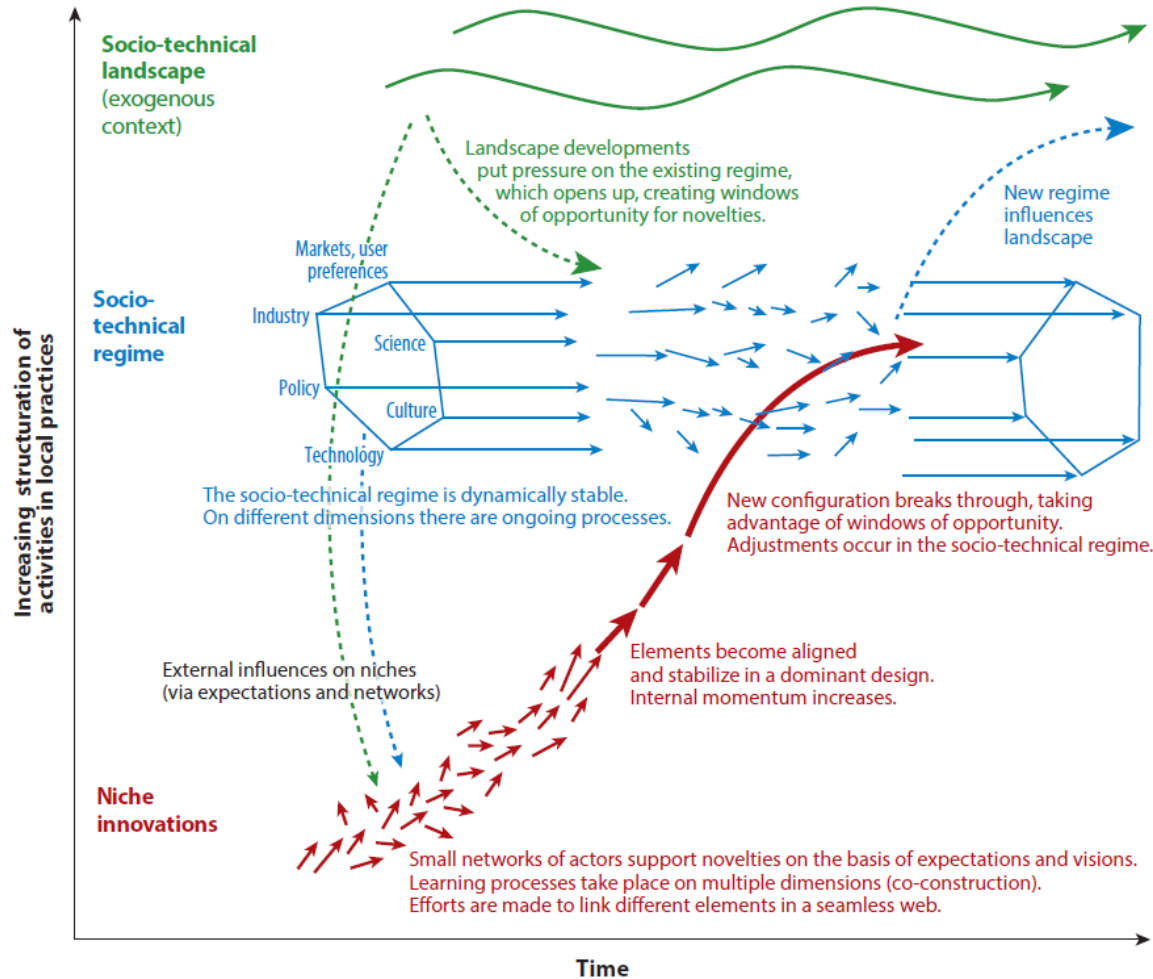 Socio-technical
landscape
(exogenous
context)
Landscape developments
put pressure on the existing regime,
which opens up, creating windows
of opportunity for novelties.
New regime
influences
landscape
Markets, user
preferences
Socio-
technical
regime
Industry
Science
Policy
Culture
Technology
The socio-technical regime is dynamically stable.
On different dimensions there are ongoing processes.
New configuration breaks through, taking
advantage of windows of opportunity.
Adjustments occur in the socio-technical regime.
Increasing structuration of
activities in local practices
External influences on niches
(via expectations and networks)
Elements become aligned
and stabilize in a dominant design.
Internal momentum increases.
Niche
innovations
Small networks of actors support novelties on the basis of expectations and visions.
Learning processes take place on multiple dimensions (co-construction).
Efforts are made to link different elements in a seamless web.
Time